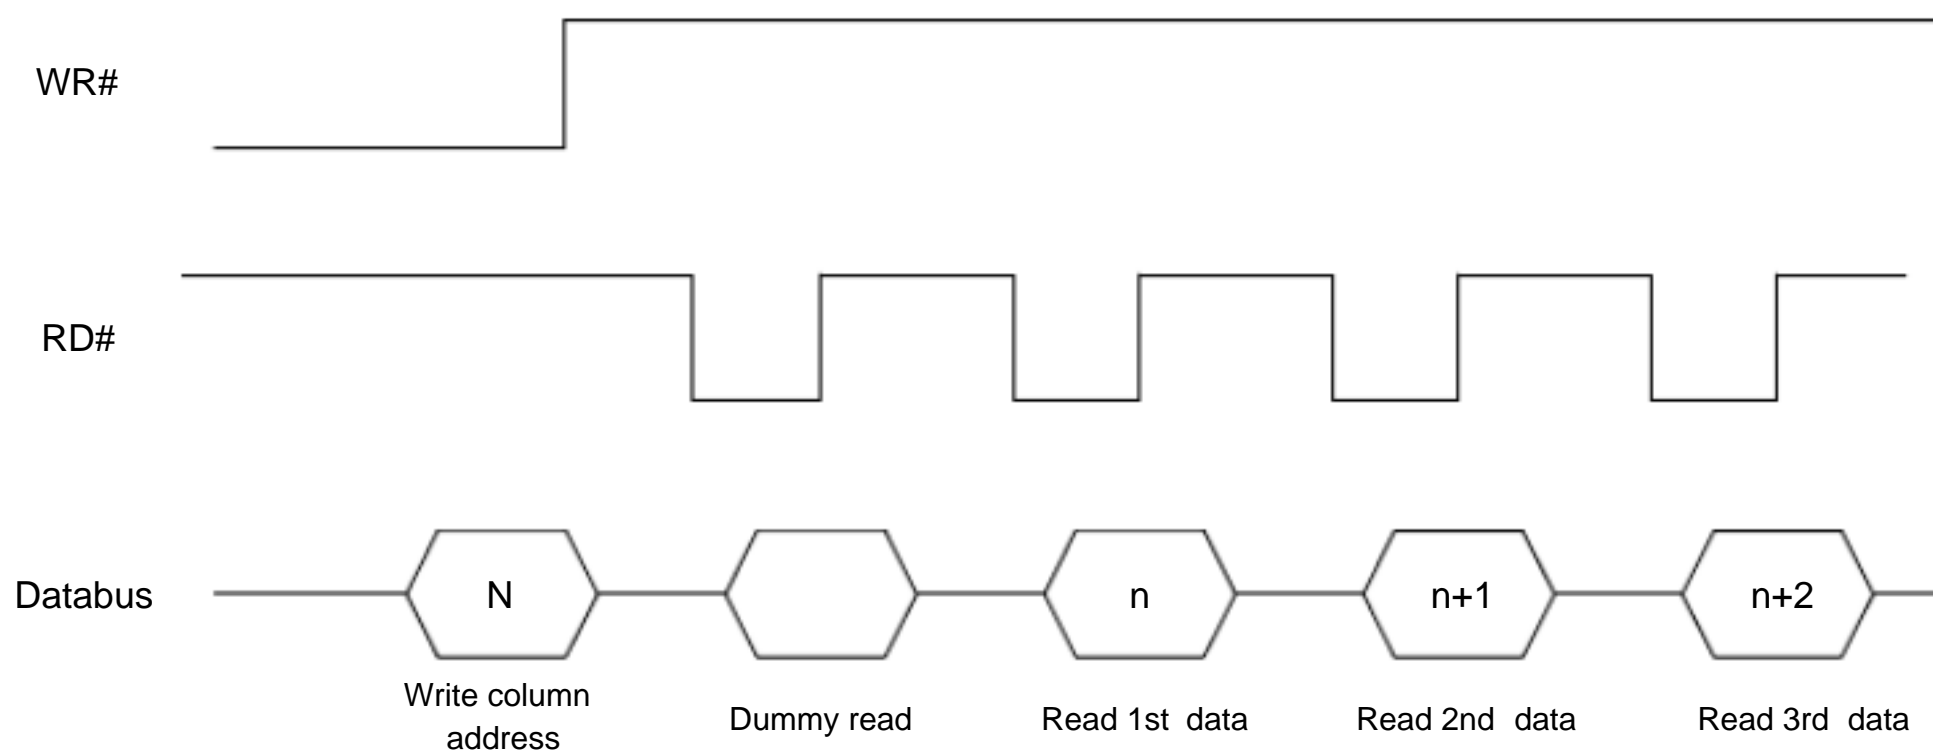 WR#
RD#
Databus
N
n
n+1
n+2
Write column
address
Dummy read
Read 1st data
Read 2nd data
Read 3rd data